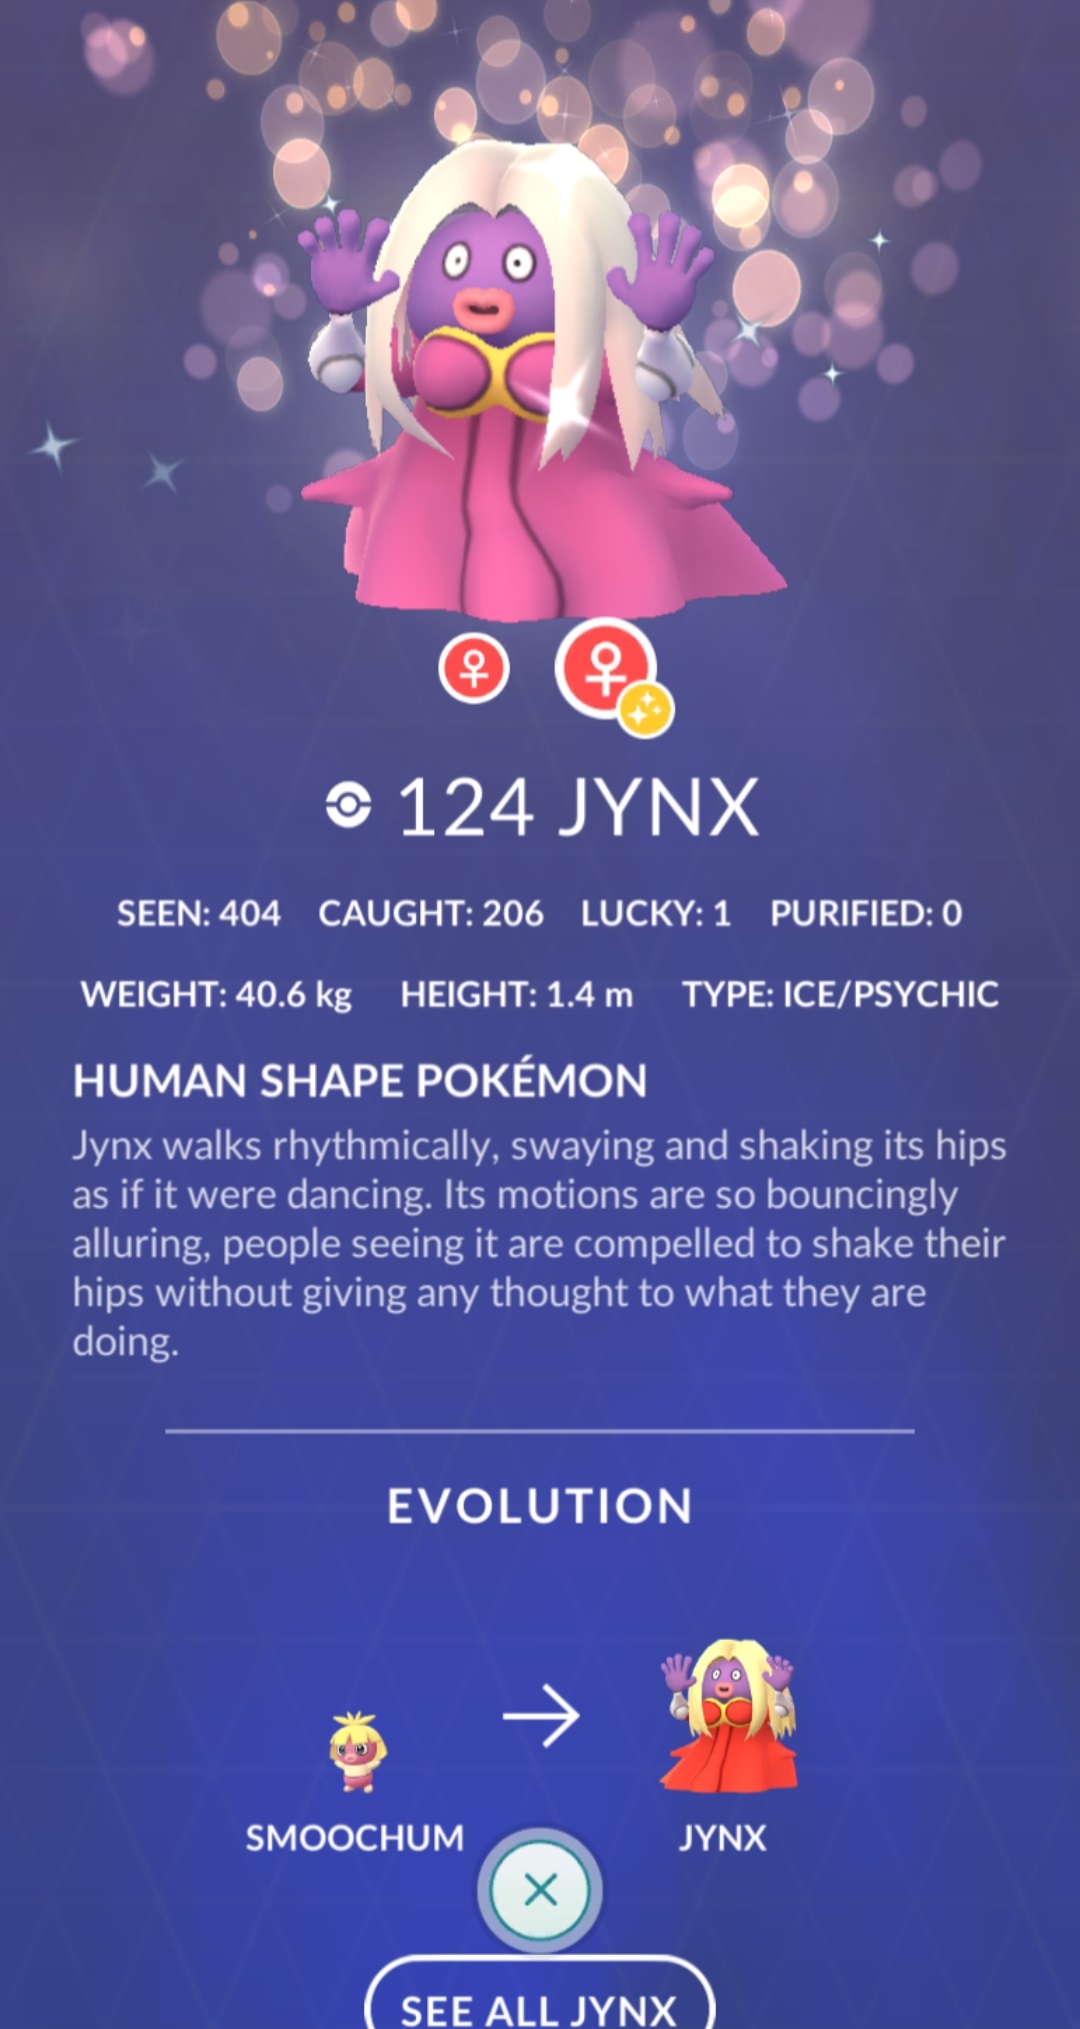 124 JYNX
SEEN: 404 CAUGHT: 206 LUCKY: 1 PURIFIED: 0
WEIGHT: 40.6 kg HEIGHT: 1.4 m TYPE: ICE/PSYCHIC
HUMAN SHAPE POKÉMON
Jynx walks rhythmically, swaying and shaking its hips
as if it were dancing. Its motions are so bouncingly
alluring, people seeing it are compelled to shake their
hips without giving any thought to what they are
doing.
EVOLUTION
SMOOCHUM JYNX
SEE ALL JYNX